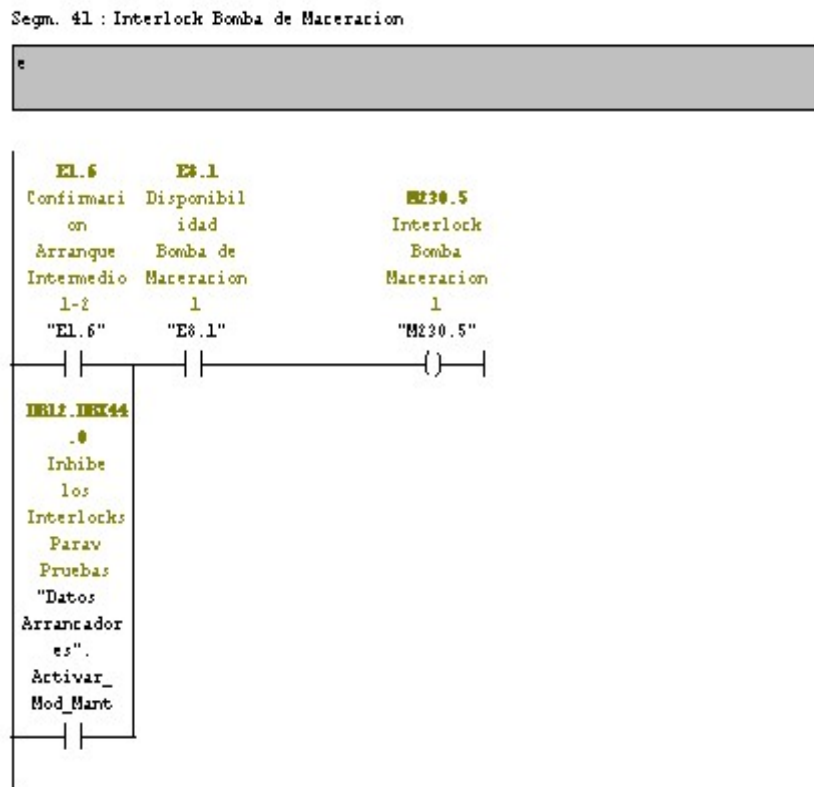 Segm. 41 : Interlock Bomba de Maceracion
e
E1.6
Confirmaci
on
Arranque
Intermedio
1-2
"E1.6"
E8.1
Disponibil
idad
Bomba de
Maceracion
1
"E8.1"
M230.5
Interlock
Bomba
Maceracion
1
"M230.5"
DB12.DBX44
.0
Inhibe
los
Interlocks
Parav
Pruebas
"Datos
Arrancador
es".
Activar_
Mod_Mant